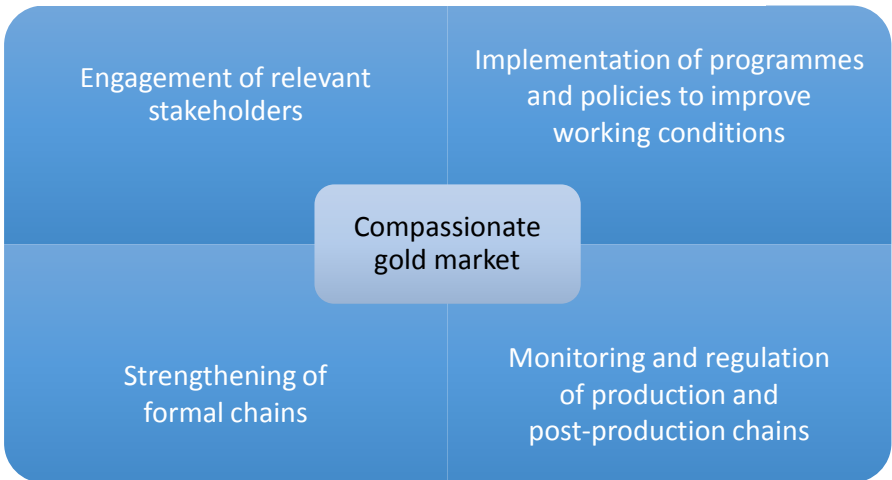 Engagement of relevant
stakeholders
Implementation of programmes
and policies to improve
working conditions
Compassionate
gold market
Strengthening of
formal chains
Monitoring and regulation
of production and
post-production chains